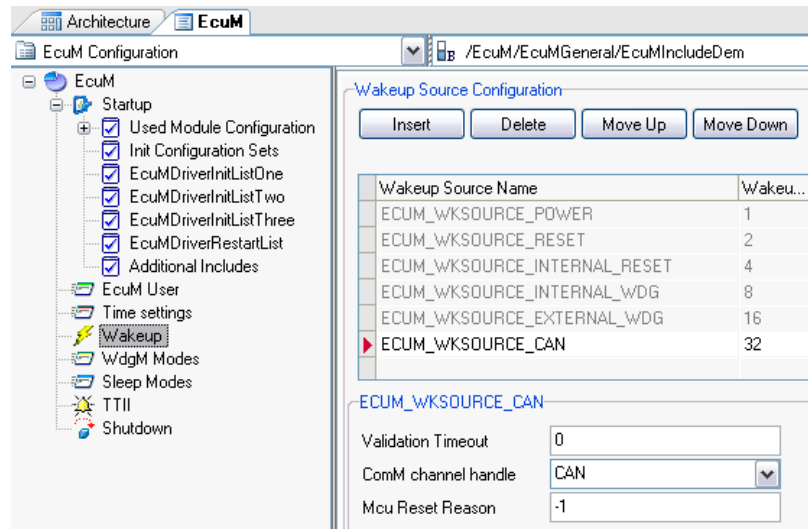 Architecture EcuM
EcuM Configuration /EcuM/EcuMGeneral/EcuMIncludeDem
EcuM
Startup
Used Module Configuration
Init Configuration Sets
EcuMDriverInitListOne
EcuMDriverInitListTwo
EcuMDriverInitListThree
EcuMDriverRestartList
Additional Includes
EcuM User
Time settings
Wakeup
WdgM Modes
Sleep Modes
TTII
Shutdown
Wakeup Source Configuration
Insert Delete Move Up Move Down
Wakeup Source Name Wakeu...
ECUM_WKSOURCE_POWER 1
ECUM_WKSOURCE_RESET 2
ECUM_WKSOURCE_INTERNAL_RESET 4
ECUM_WKSOURCE_INTERNAL_WDG 8
ECUM_WKSOURCE_EXTERNAL_WDG 16
ECUM_WKSOURCE_CAN 32
ECUM_WKSOURCE_CAN
Validation Timeout 0
ComM channel handle CAN
Mcu Reset Reason -1